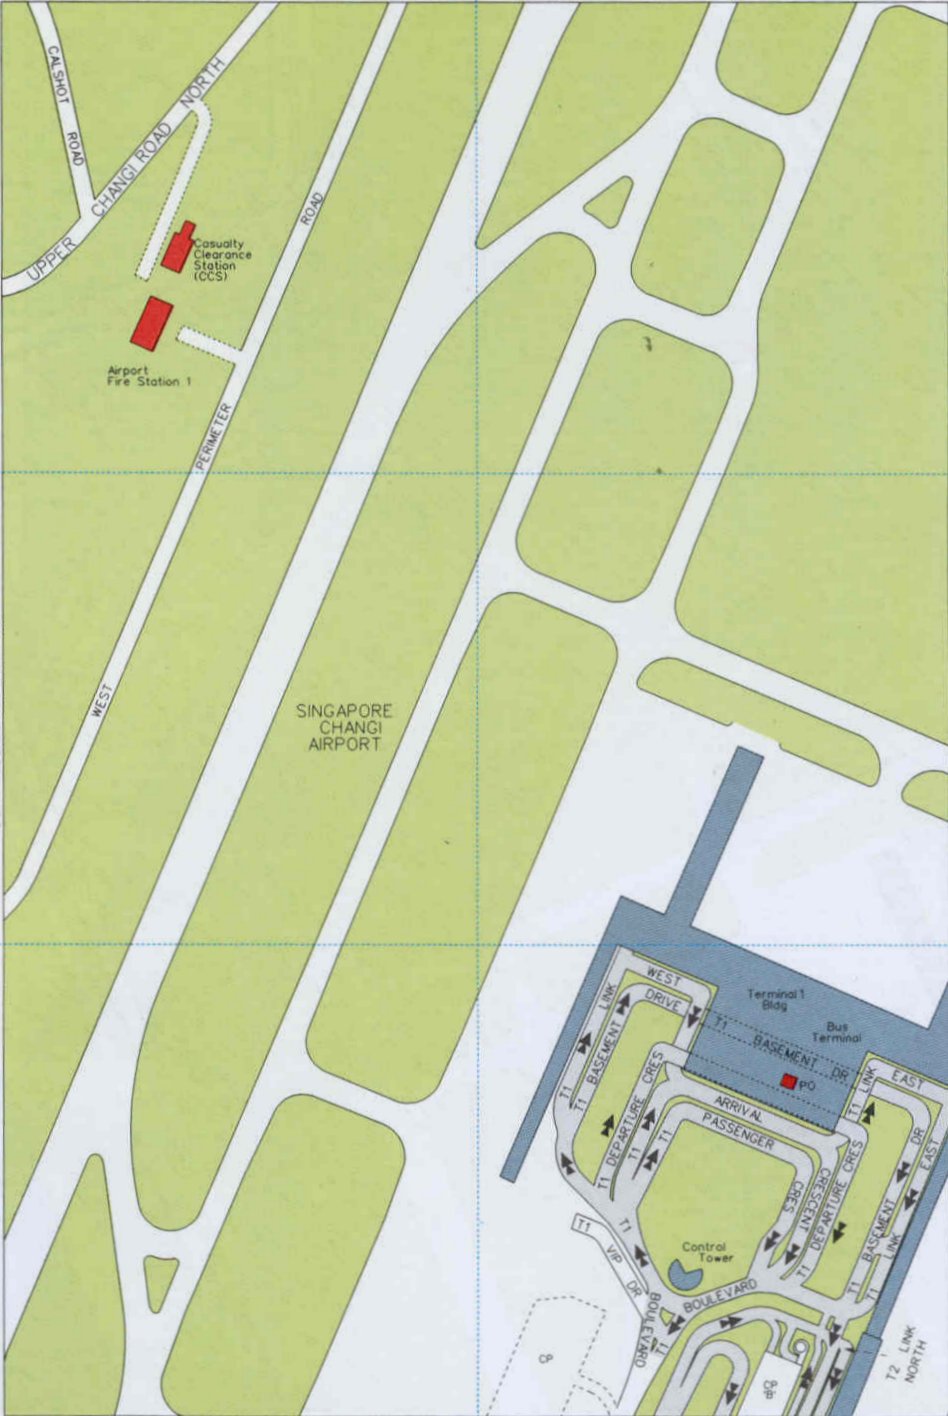 CALSHOT ROAD
UPPER CHANGI ROAD NORTH
Casualty
Clearance
Station
(CCS)
Airport
Fire Station 1
WEST PERIMETER ROAD
SINGAPORE
CHANGI
AIRPORT
Terminal 1
Bldg
Bus
Terminal
PO
WEST
DRIVE
T1 LINK
T1 BASEMENT
T1 BASEMENT DR
T1 DEPARTURE CRES
T1 ARRIVAL CRESCENT
T1 PASSENGER CRES
T1 DEPARTURE CRES
T1 LINK
EAST
T1 BASEMENT DR
T1 LINK EAST
Control
Tower
T1 BOULEVARD
T1 BOULEVARD
T1 VIP DR
CP
T2 LINK
NORTH